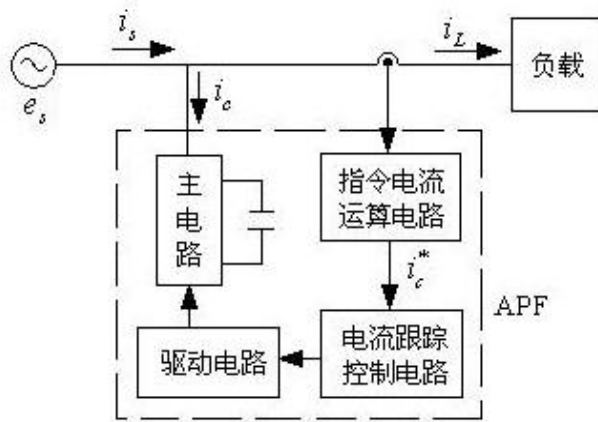 i_s
i_L
e_s
i_c
负载
主电路
指令电流
运算电路
i_c^*
APF
驱动电路
电流跟踪
控制电路